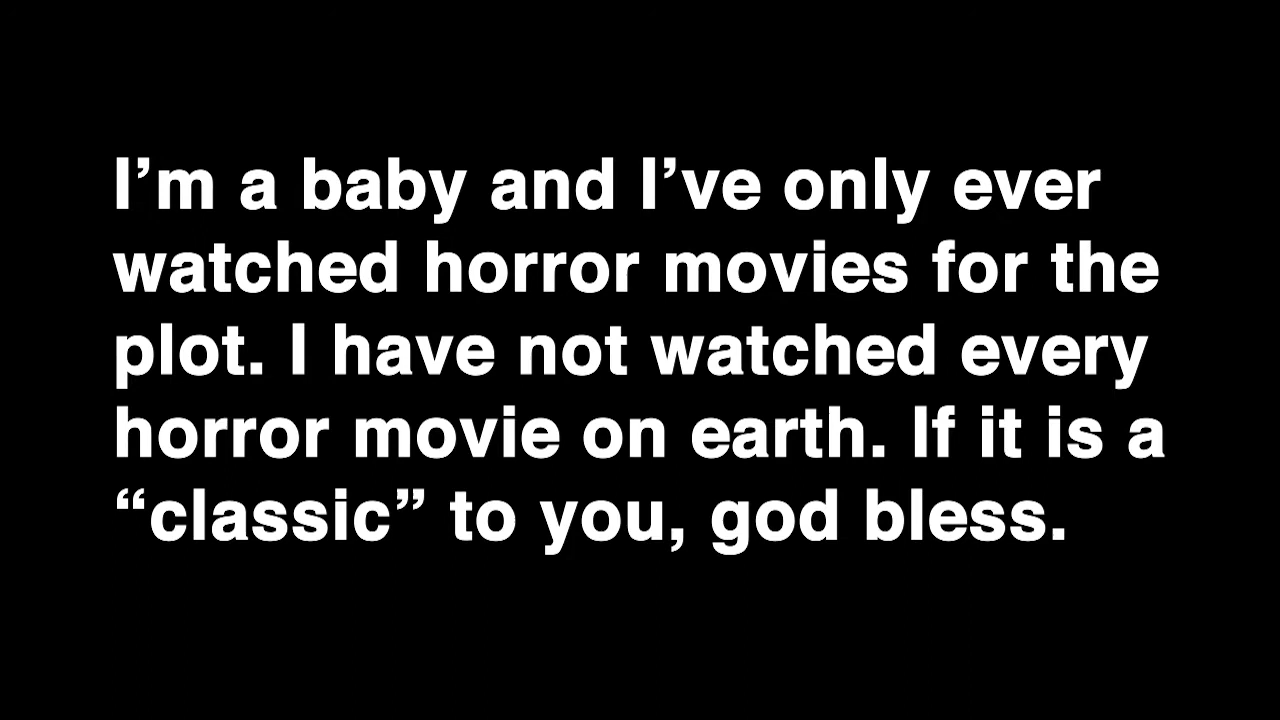 I’m a baby and I’ve only ever
watched horror movies for the
plot. I have not watched every
horror movie on earth. If it is a
“classic” to you, god bless.